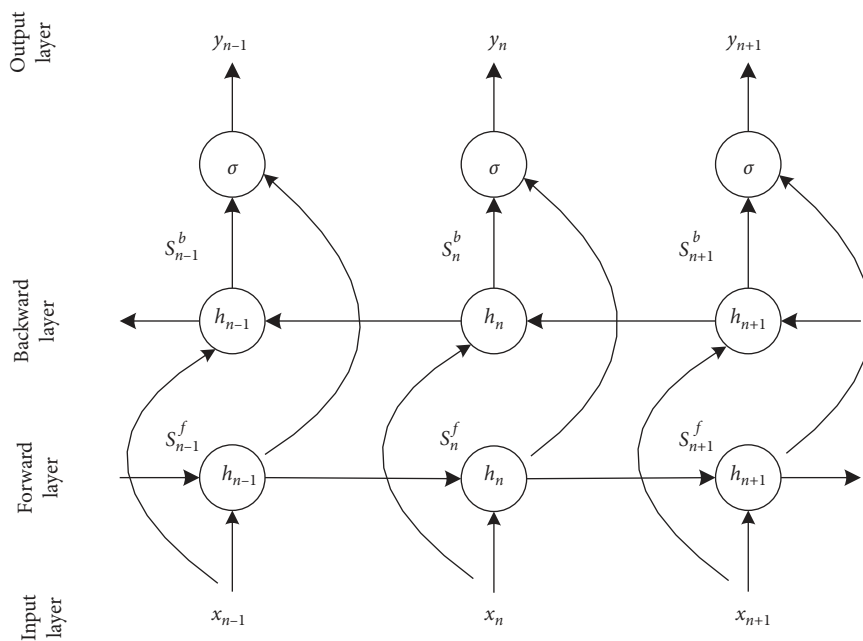 Output layer
y_{n–1} y_n y_{n+1}
σ σ σ
S^b_{n–1} S^b_n S^b_{n+1}
Backward layer
h_{n–1} h_n h_{n+1}
S^f_{n–1} S^f_n S^f_{n+1}
Forward layer
h_{n–1} h_n h_{n+1}
Input layer
x_{n–1} x_n x_{n+1}